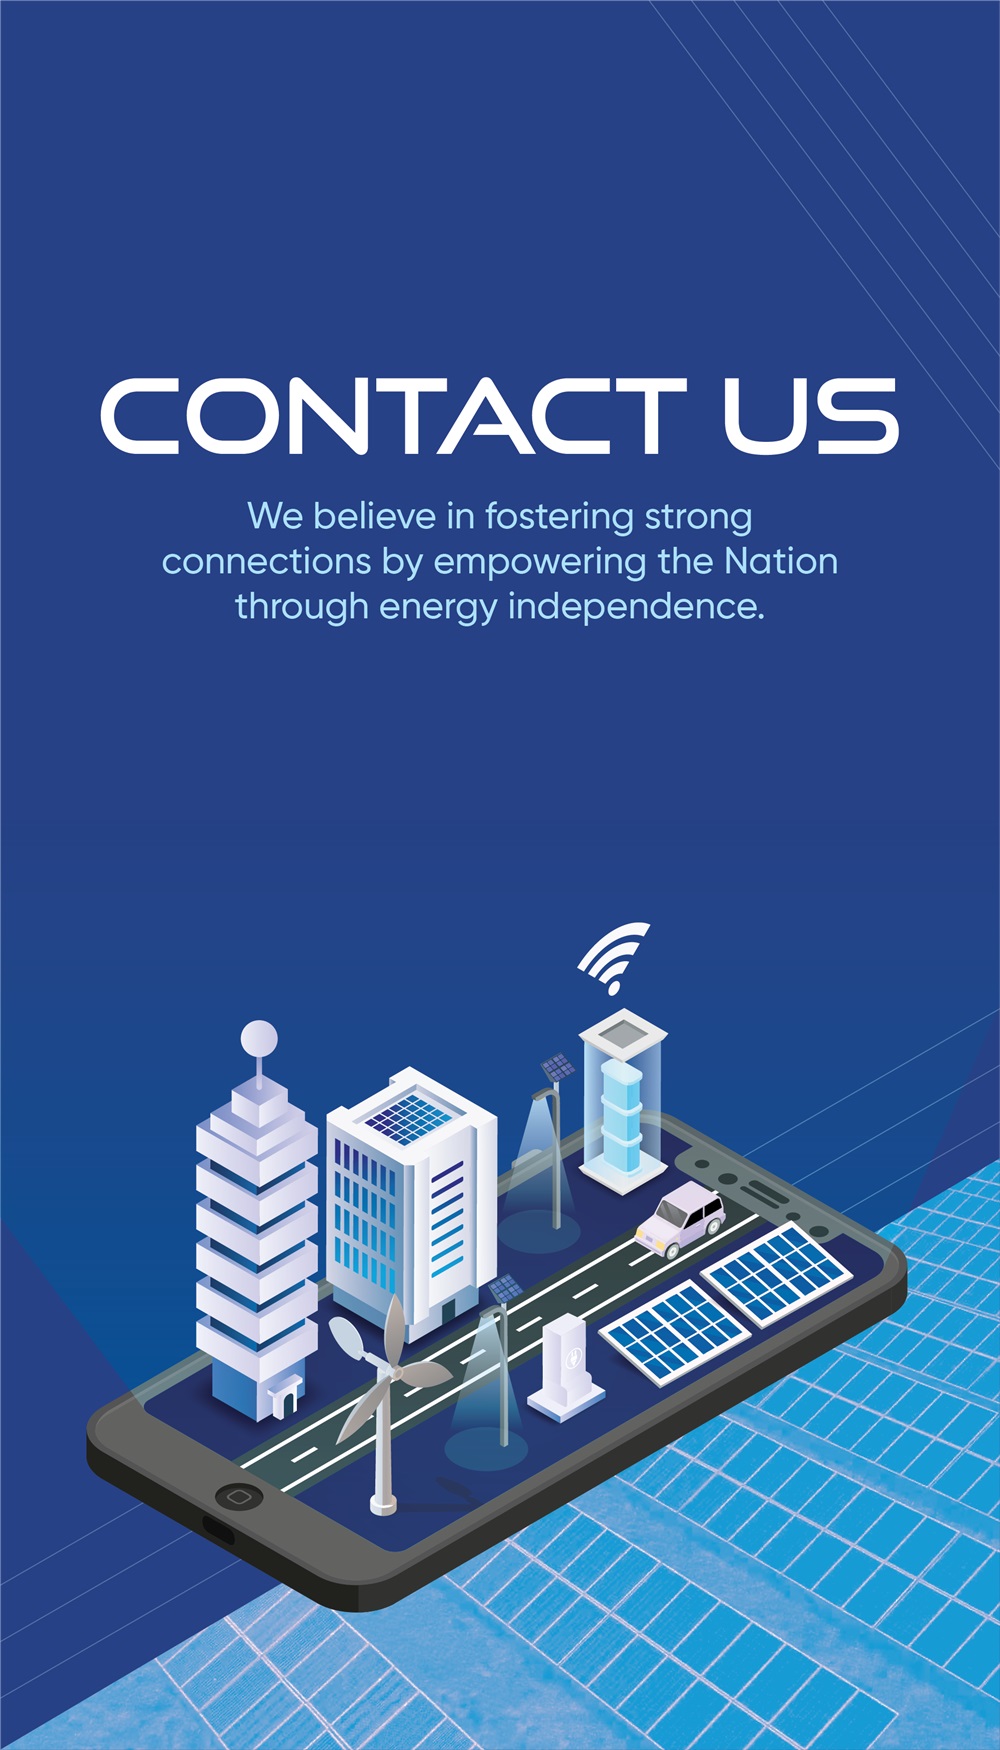 CONTACT US
We believe in fostering strong
connections by empowering the Nation
through energy independence.